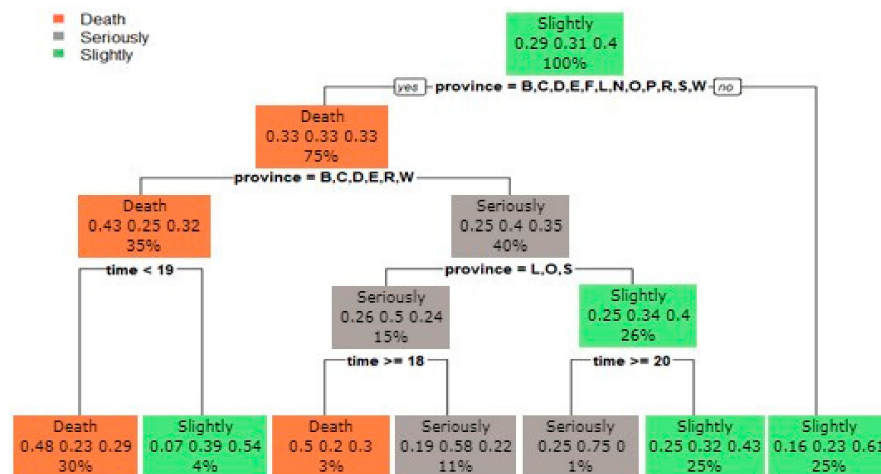 Death
Seriously
Slightly
Slightly
0.29 0.31 0.4
100%
yes province = B,C,D,E,F,L,N,O,P,R,S,W no
Death
0.33 0.33 0.33
75%
province = B,C,D,E,R,W
Death
0.43 0.25 0.32
35%
Seriously
0.25 0.4 0.35
40%
time < 19
province = L,O,S
Seriously
0.26 0.5 0.24
15%
Slightly
0.25 0.34 0.4
26%
time >= 18
time >= 20
Death
0.48 0.23 0.29
30%
Slightly
0.07 0.39 0.54
4%
Death
0.5 0.2 0.3
3%
Seriously
0.19 0.58 0.22
11%
Seriously
0.25 0.75 0
1%
Slightly
0.25 0.32 0.43
25%
Slightly
0.16 0.23 0.61
25%